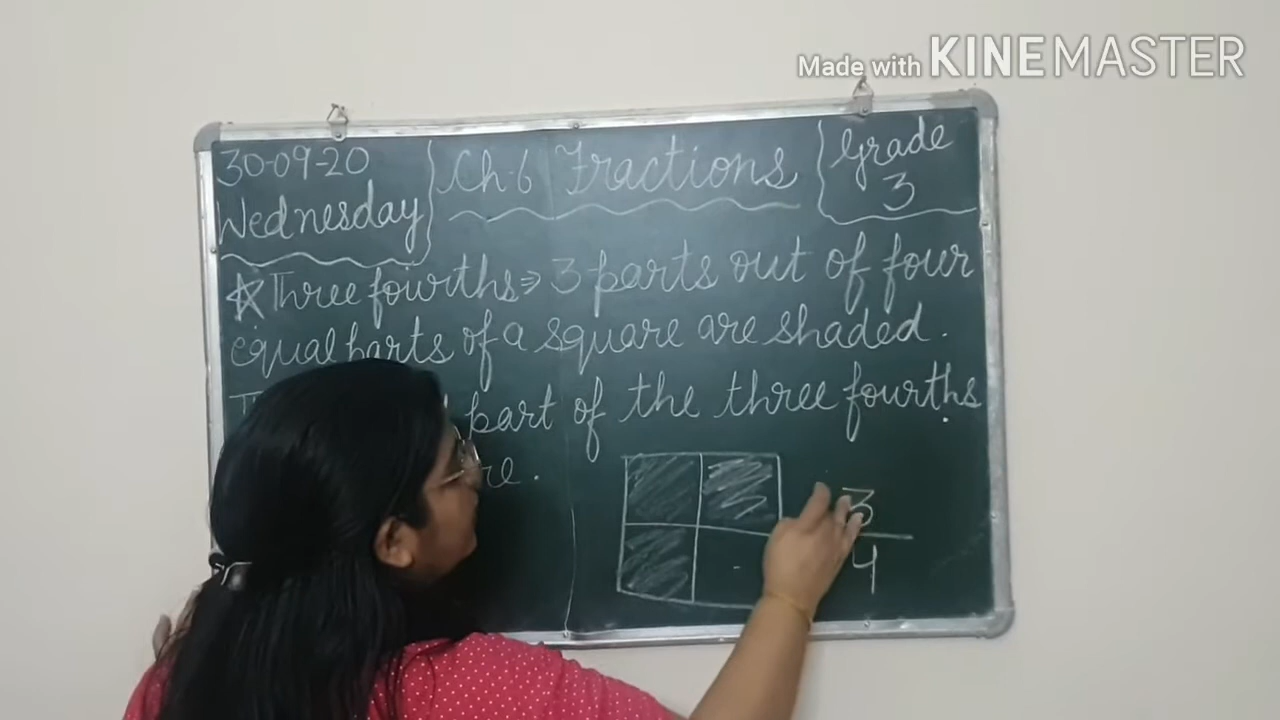 Made with KINEMASTER
30-09-20
Wednesday
Ch-6 Fractions
Grade
3
Three fourths ⇒ 3 parts out of four
equal parts of a square are shaded.
part of the three fourths
3
4